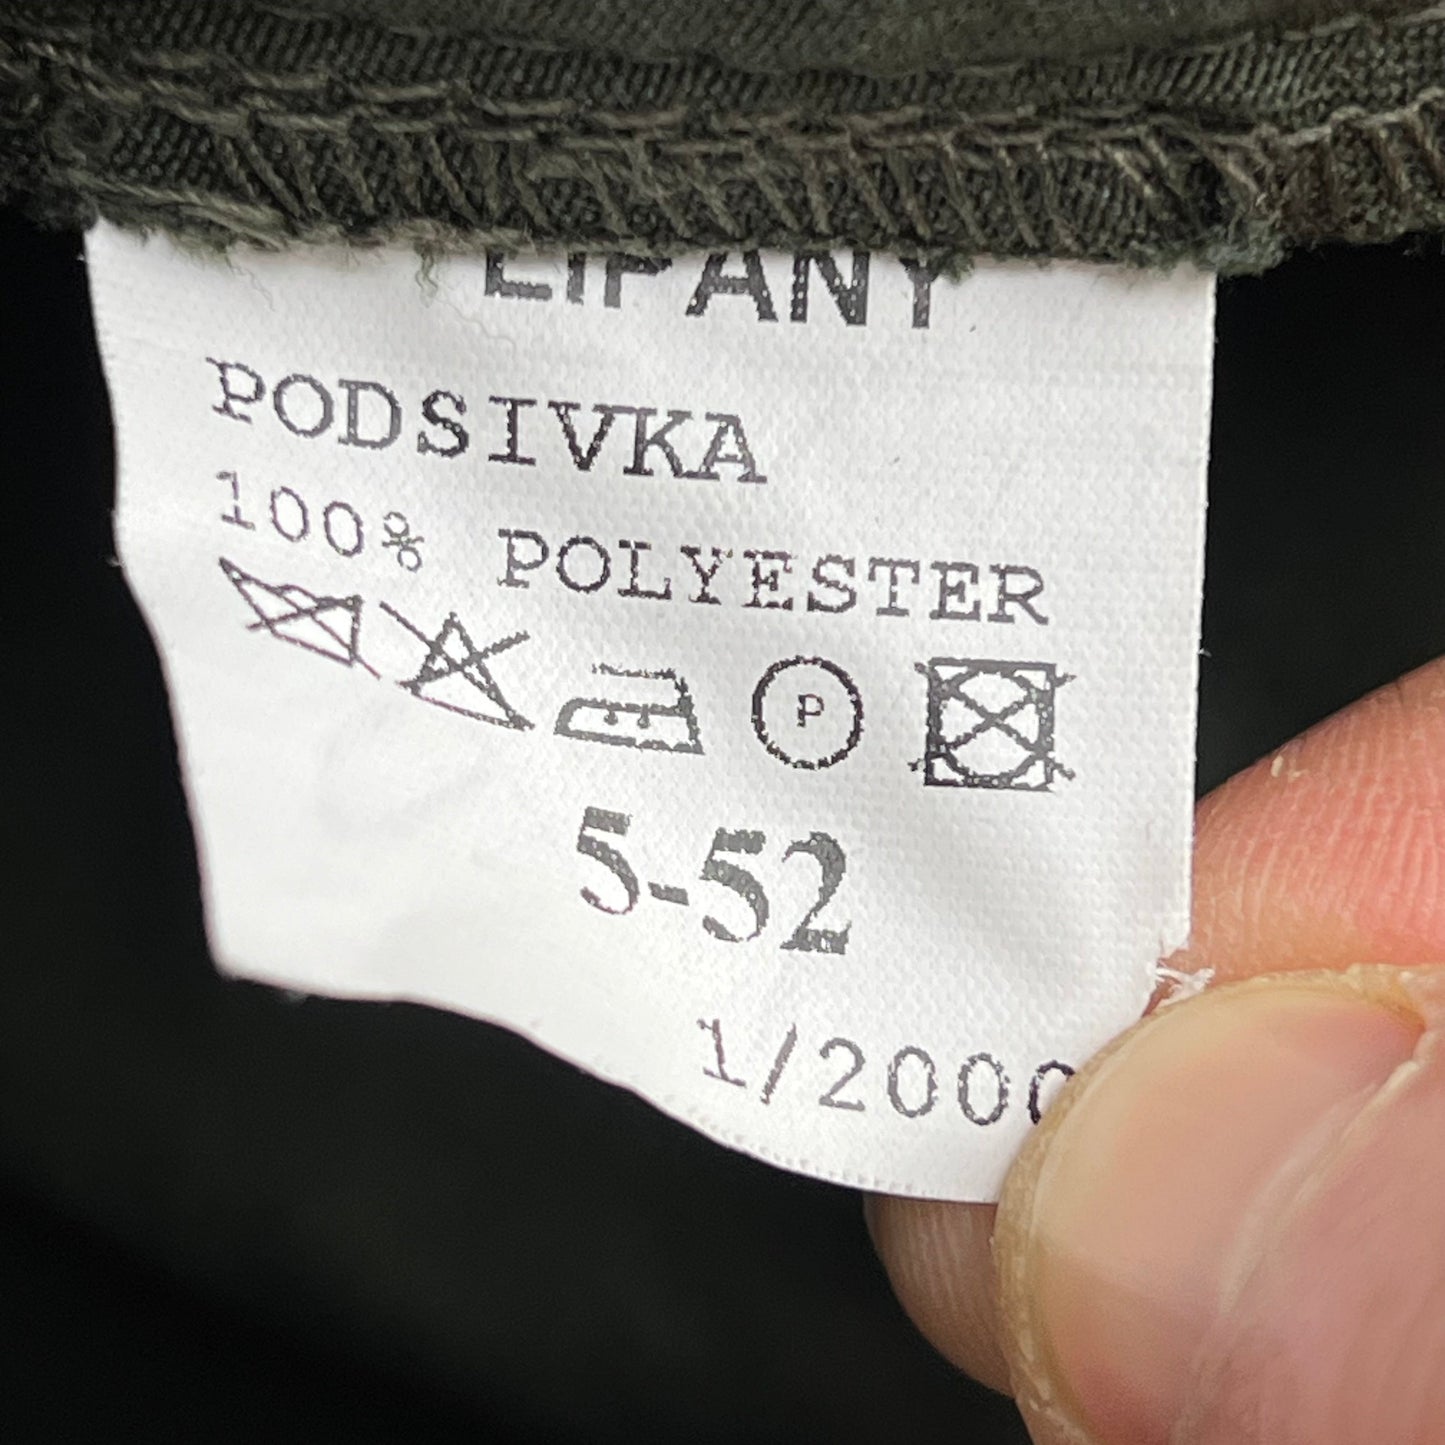 LIPANY
PODSIVKA
100% POLYESTER
P
5-52
1/2000